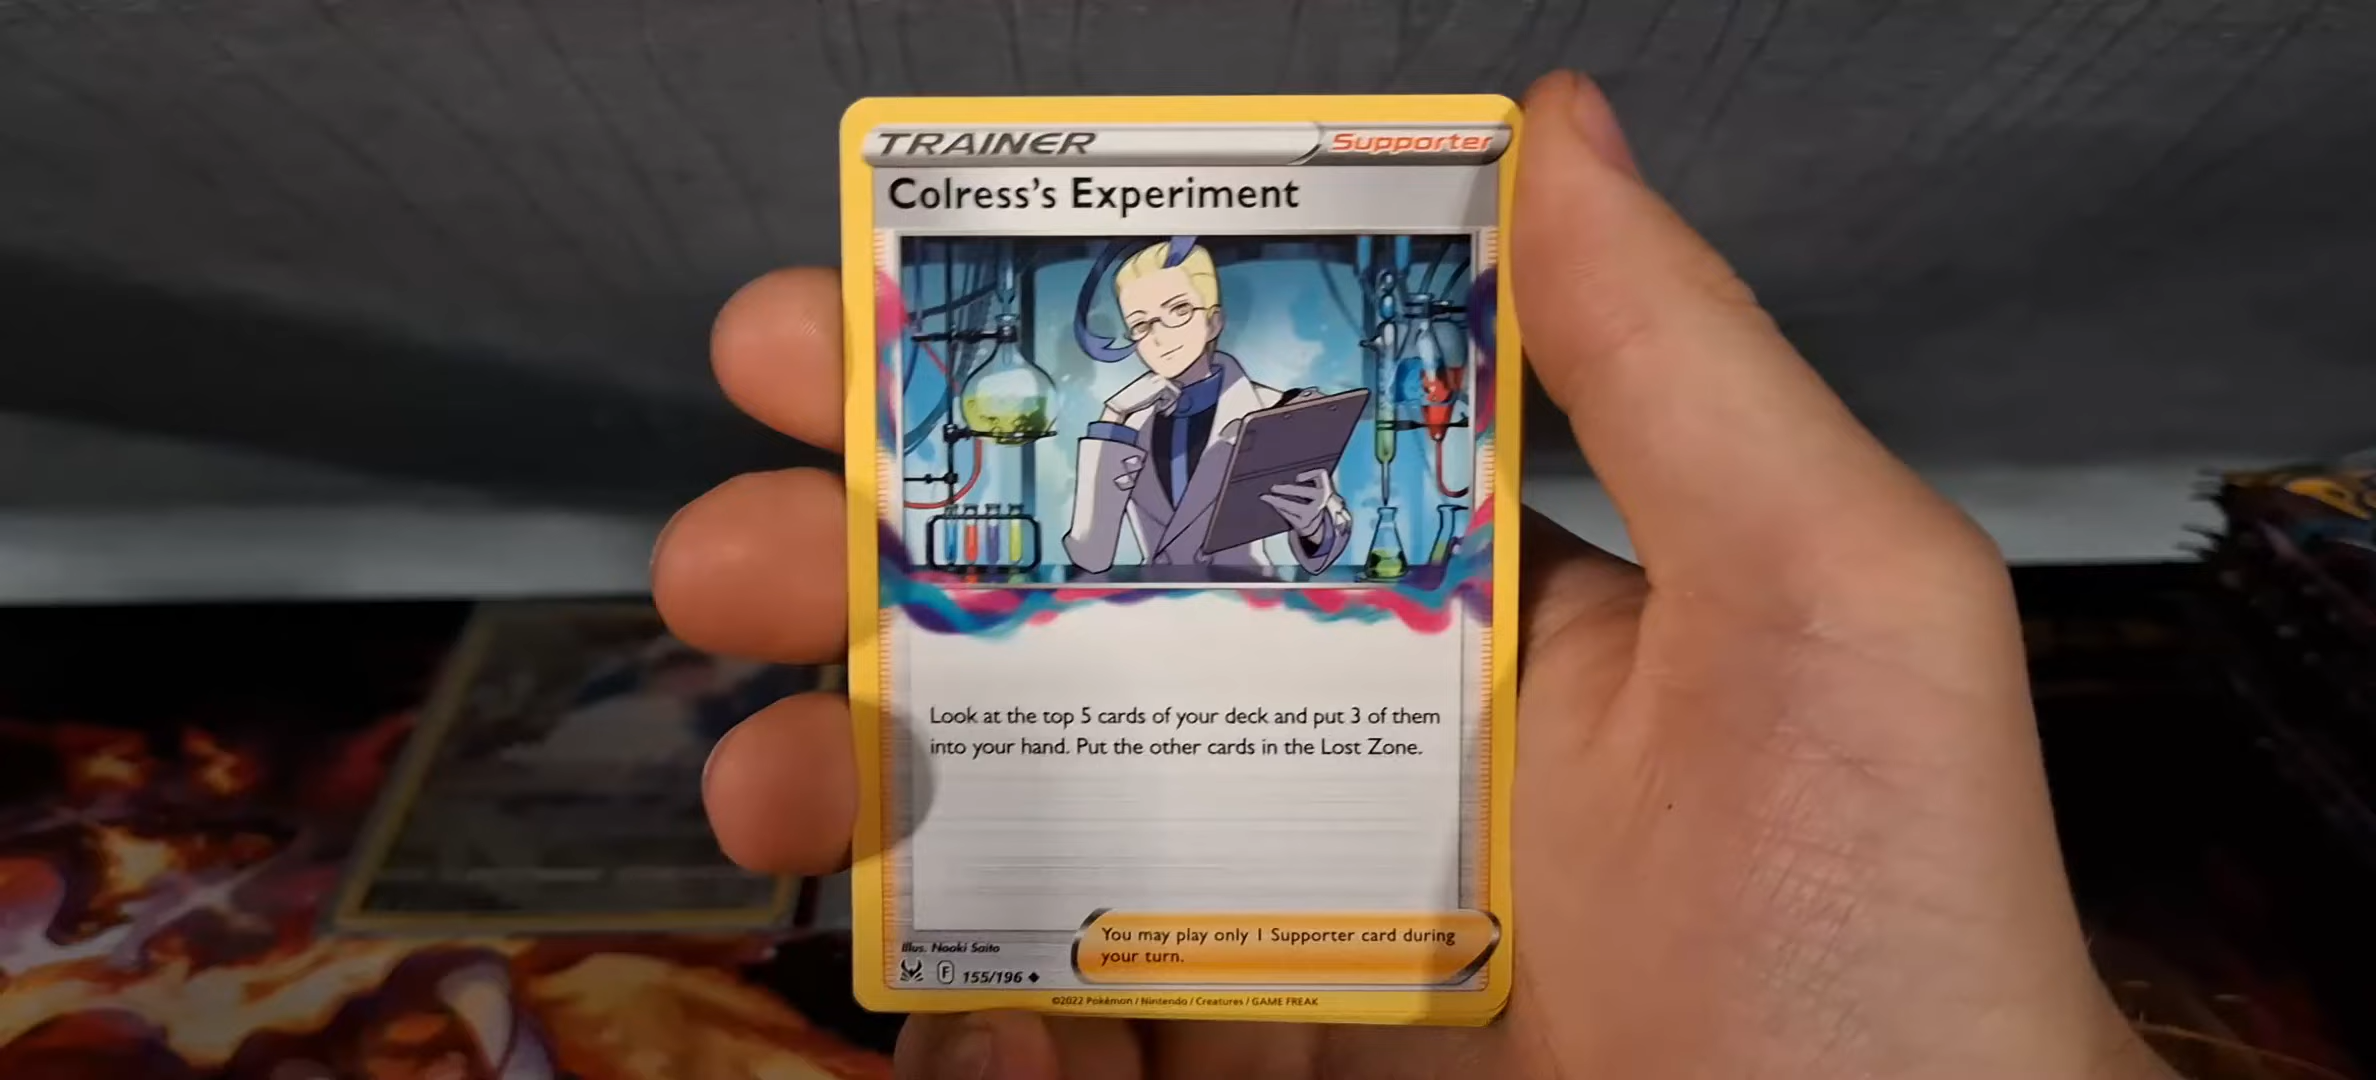 TRAINER
Supporter
Colress's Experiment
Look at the top 5 cards of your deck and put 3 of them
into your hand. Put the other cards in the Lost Zone.
You may play only 1 Supporter card during
your turn.
Illus. Naoki Saito
F 155/196
©2022 Pokémon / Nintendo / Creatures / GAME FREAK